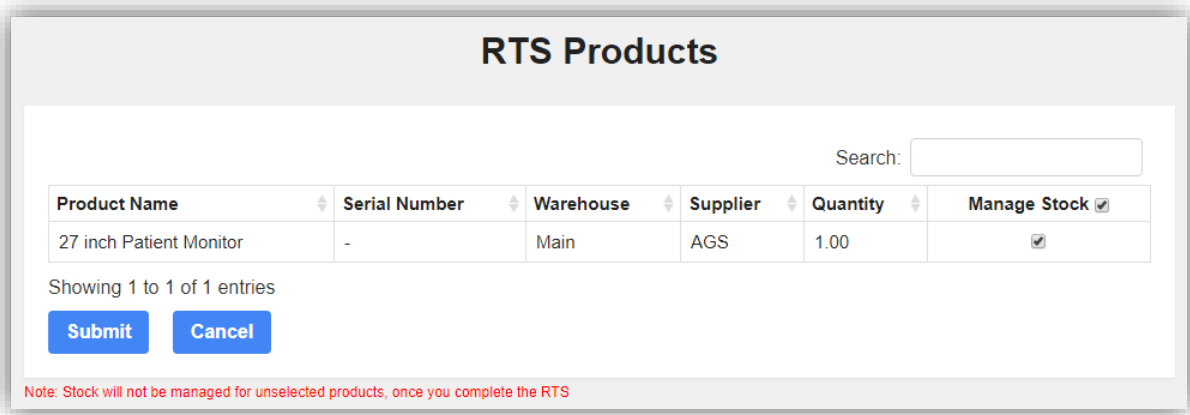 RTS Products
Search:
Product Name Serial Number Warehouse Supplier Quantity Manage Stock
27 inch Patient Monitor - Main AGS 1.00
Showing 1 to 1 of 1 entries
Submit Cancel
Note: Stock will not be managed for unselected products, once you complete the RTS